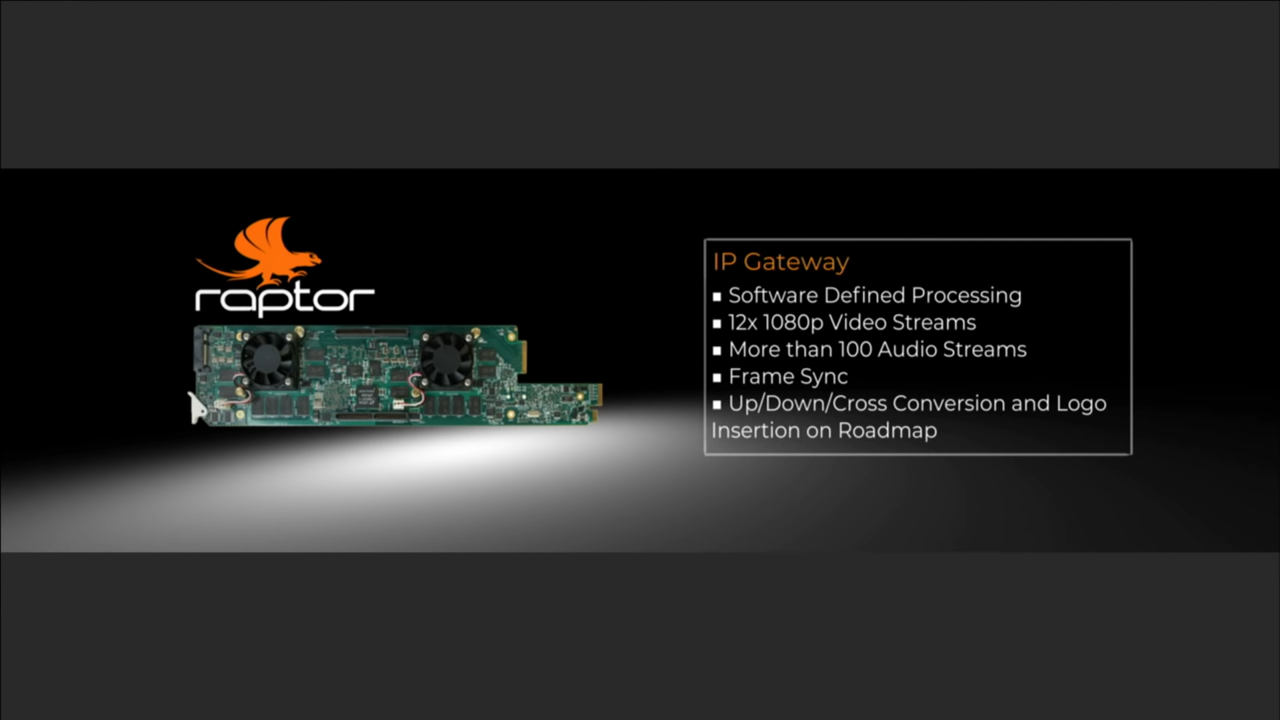 raptor
IP Gateway
▪ Software Defined Processing
▪ 12x 1080p Video Streams
▪ More than 100 Audio Streams
▪ Frame Sync
▪ Up/Down/Cross Conversion and Logo
Insertion on Roadmap